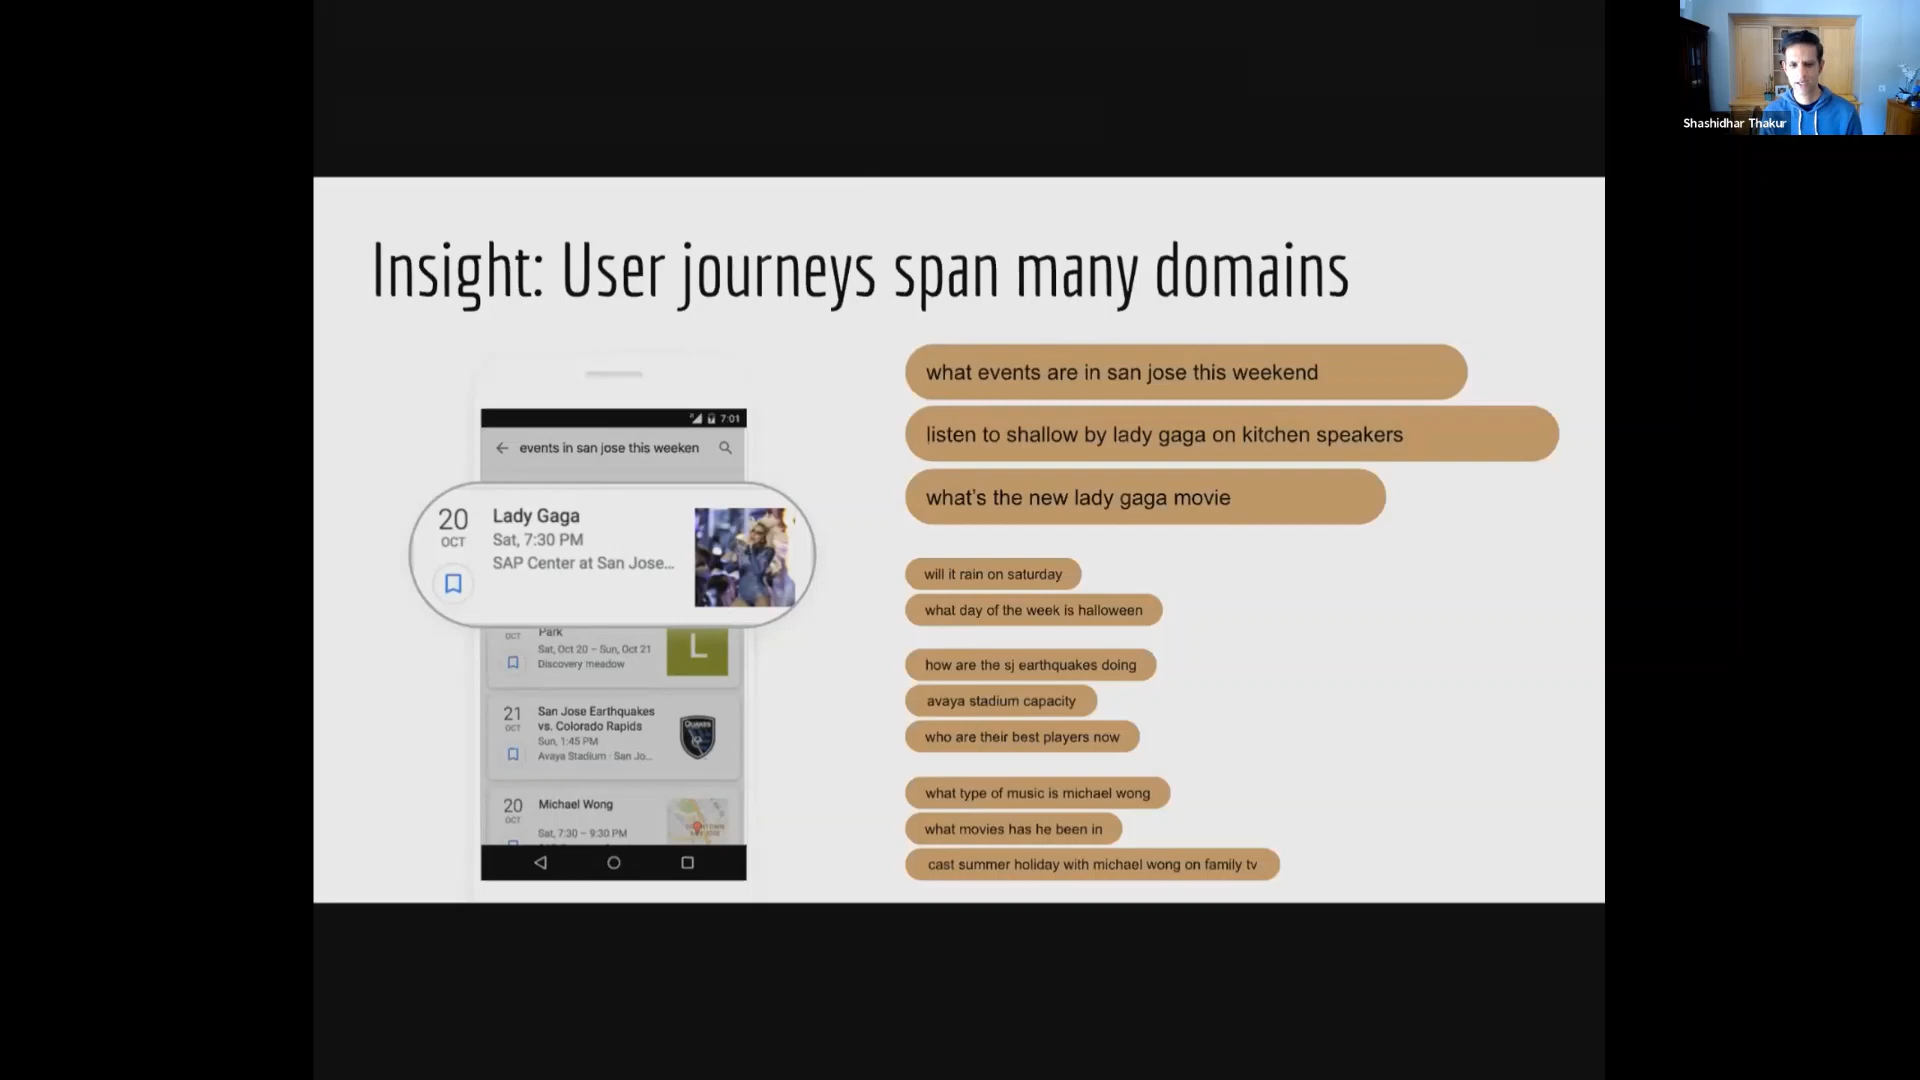 Shashidhar Thakur
Insight: User journeys span many domains
7:01
events in san jose this weeken
20
OCT
Lady Gaga
Sat, 7:30 PM
SAP Center at San Jose...
OCT
Park
Sat, Oct 20 – Sun, Oct 21
Discovery meadow
L
21
OCT
San Jose Earthquakes
vs. Colorado Rapids
Sun, 1:45 PM
Avaya Stadium · San Jo...
QUAKES
20
OCT
Michael Wong
Sat, 7:30 – 9:30 PM
what events are in san jose this weekend
listen to shallow by lady gaga on kitchen speakers
what's the new lady gaga movie
will it rain on saturday
what day of the week is halloween
how are the sj earthquakes doing
avaya stadium capacity
who are their best players now
what type of music is michael wong
what movies has he been in
cast summer holiday with michael wong on family tv